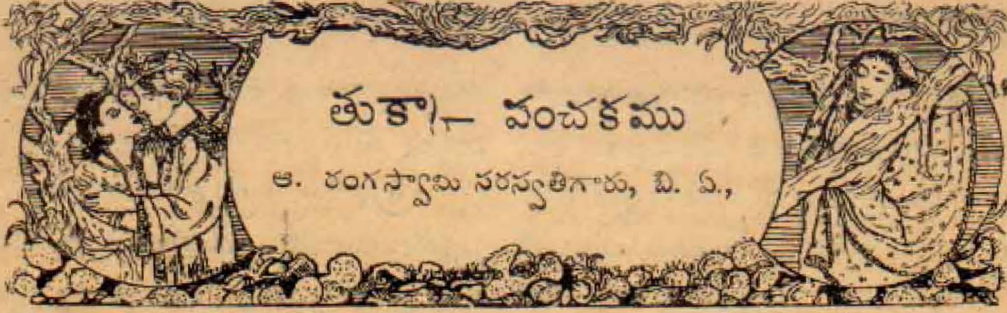 తుకా – పంచకము
ఆ. రంగస్వామి సరస్వతిగారు, బి. ఏ.,